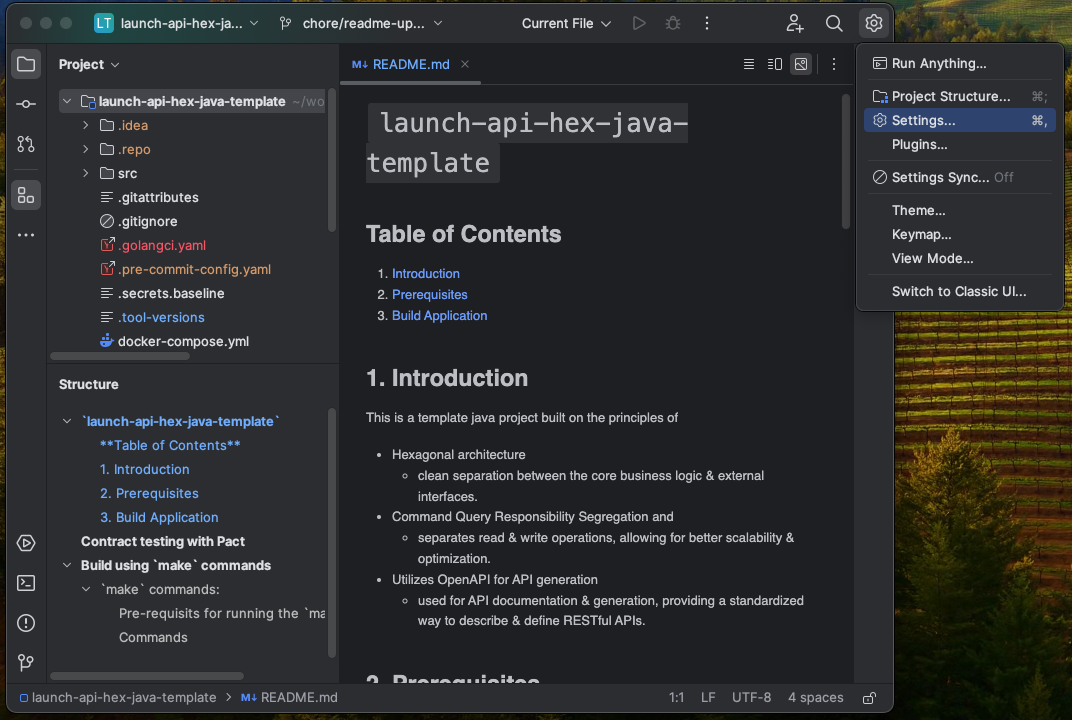 LT launch-api-hex-ja... chore/readme-up... Current File
Project
launch-api-hex-java-template ~/wo
.idea
.repo
src
.gitattributes
.gitignore
.golangci.yaml
.pre-commit-config.yaml
.secrets.baseline
.tool-versions
docker-compose.yml
Structure
`launch-api-hex-java-template`
**Table of Contents**
1. Introduction
2. Prerequisites
3. Build Application
Contract testing with Pact
Build using `make` commands
`make` commands:
Pre-requisits for running the `ma
Commands
M↓ README.md
launch-api-hex-java-
template
Table of Contents
1. Introduction
2. Prerequisites
3. Build Application
1. Introduction
This is a template java project built on the principles of
• Hexagonal architecture
◦ clean separation between the core business logic & external
interfaces.
• Command Query Responsibility Segregation and
◦ separates read & write operations, allowing for better scalability &
optimization.
• Utilizes OpenAPI for API generation
◦ used for API documentation & generation, providing a standardized
way to describe & define RESTful APIs.
2. Prerequisites
Run Anything...
Project Structure... ⌘;
Settings... ⌘,
Plugins...
Settings Sync... Off
Theme...
Keymap...
View Mode...
Switch to Classic UI...
launch-api-hex-java-template > M↓ README.md 1:1 LF UTF-8 4 spaces